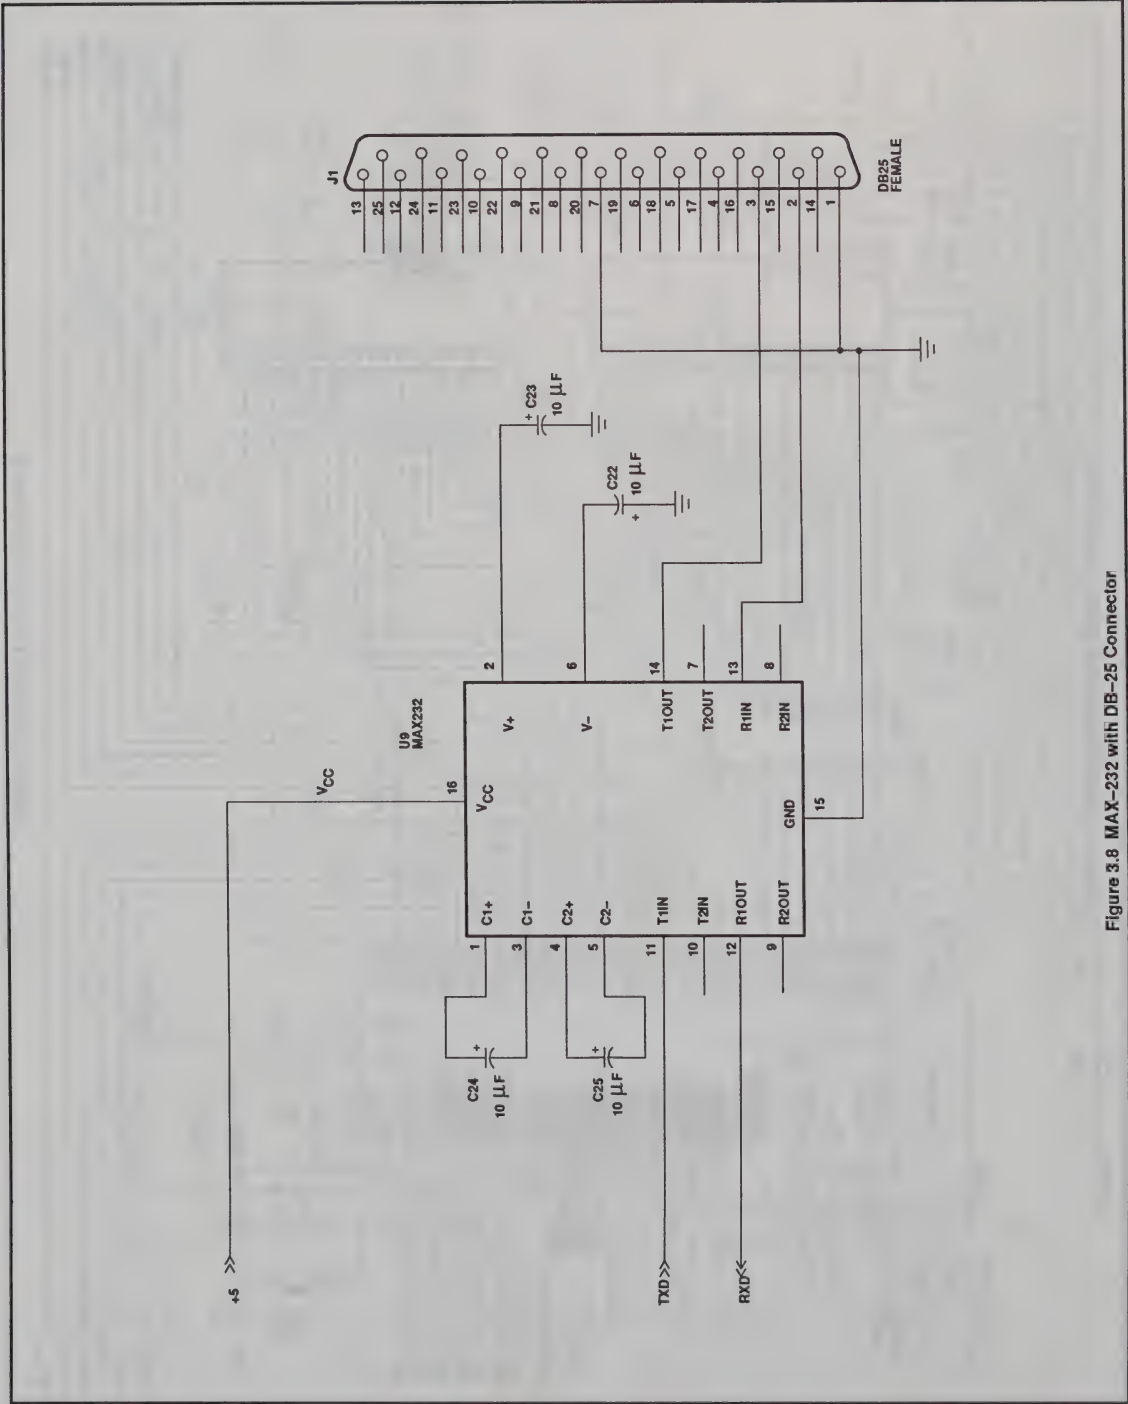 J1
13
25
12
24
11
23
10
22
9
21
8
20
7
19
6
18
5
17
4
16
3
15
2
14
1
DB25
FEMALE
+5
VCC
U9
MAX232
16
VCC
1 C1+
3 C1-
4 C2+
5 C2-
11 T1IN
10 T2IN
12 R1OUT
9 R2OUT
V+ 2
V- 6
T1OUT 14
T2OUT 7
R1IN 13
R2IN 8
GND 15
+ C23
10 μF
C22
10 μF
+
C24 +
10 μF
C25 +
10 μF
TXD
RXD
Figure 3.8 MAX–232 with DB–25 Connector